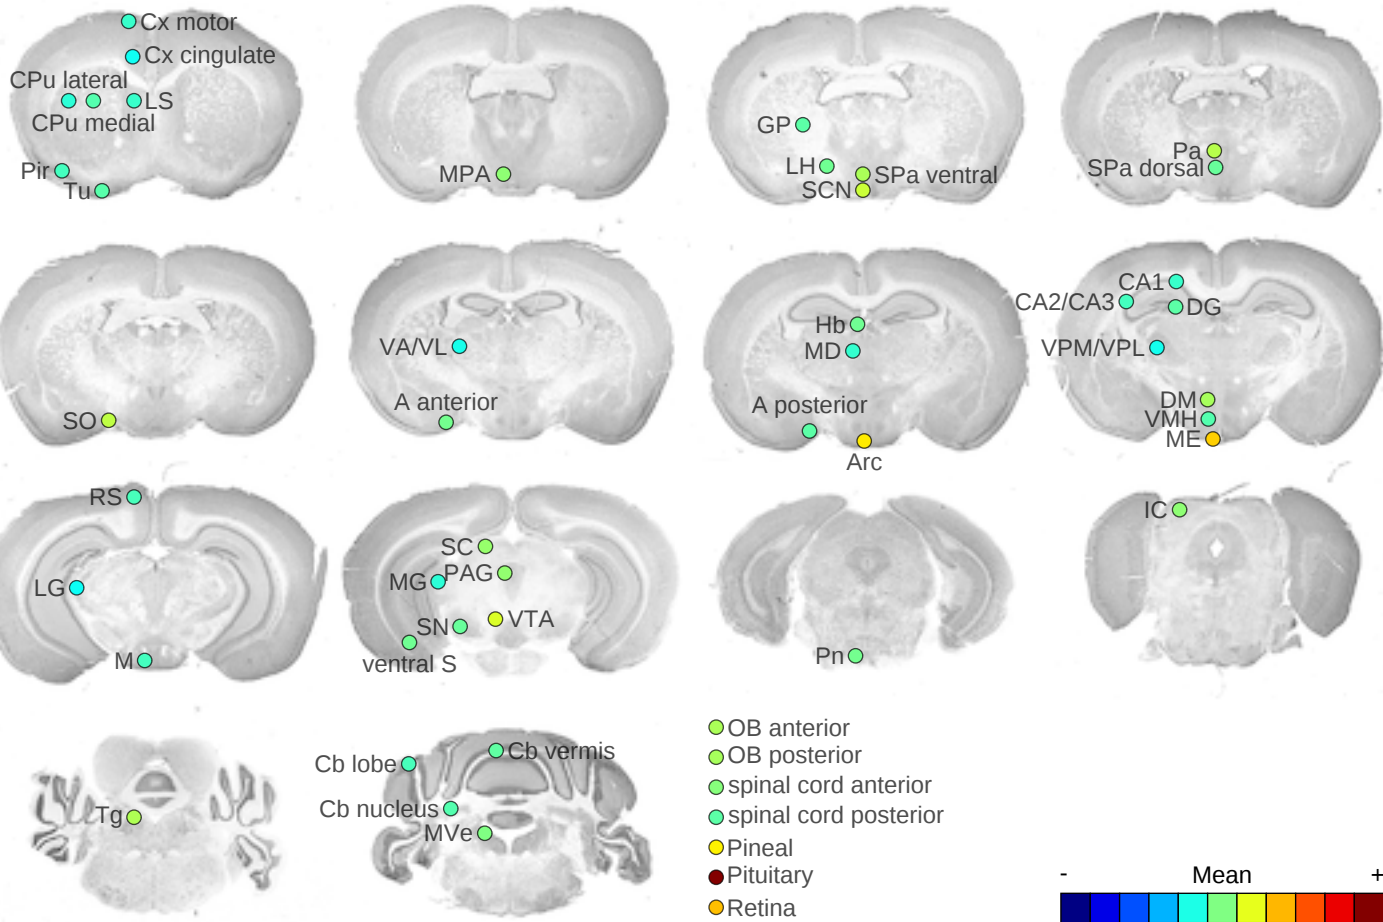 Cx motor
Cx cingulate
CPu lateral
LS
CPu medial
Pir
Tu
MPA
GP
LH
SPa ventral
SCN
Pa
SPa dorsal
SO
VA/VL
A anterior
Hb
MD
A posterior
Arc
CA1
CA2/CA3
DG
VPM/VPL
DM
VMH
ME
RS
LG
M
SC
MG
PAG
SN
VTA
ventral S
Pn
IC
Tg
Cb lobe
Cb vermis
Cb nucleus
MVe
OB anterior
OB posterior
spinal cord anterior
spinal cord posterior
Pineal
Pituitary
Retina
- Mean +